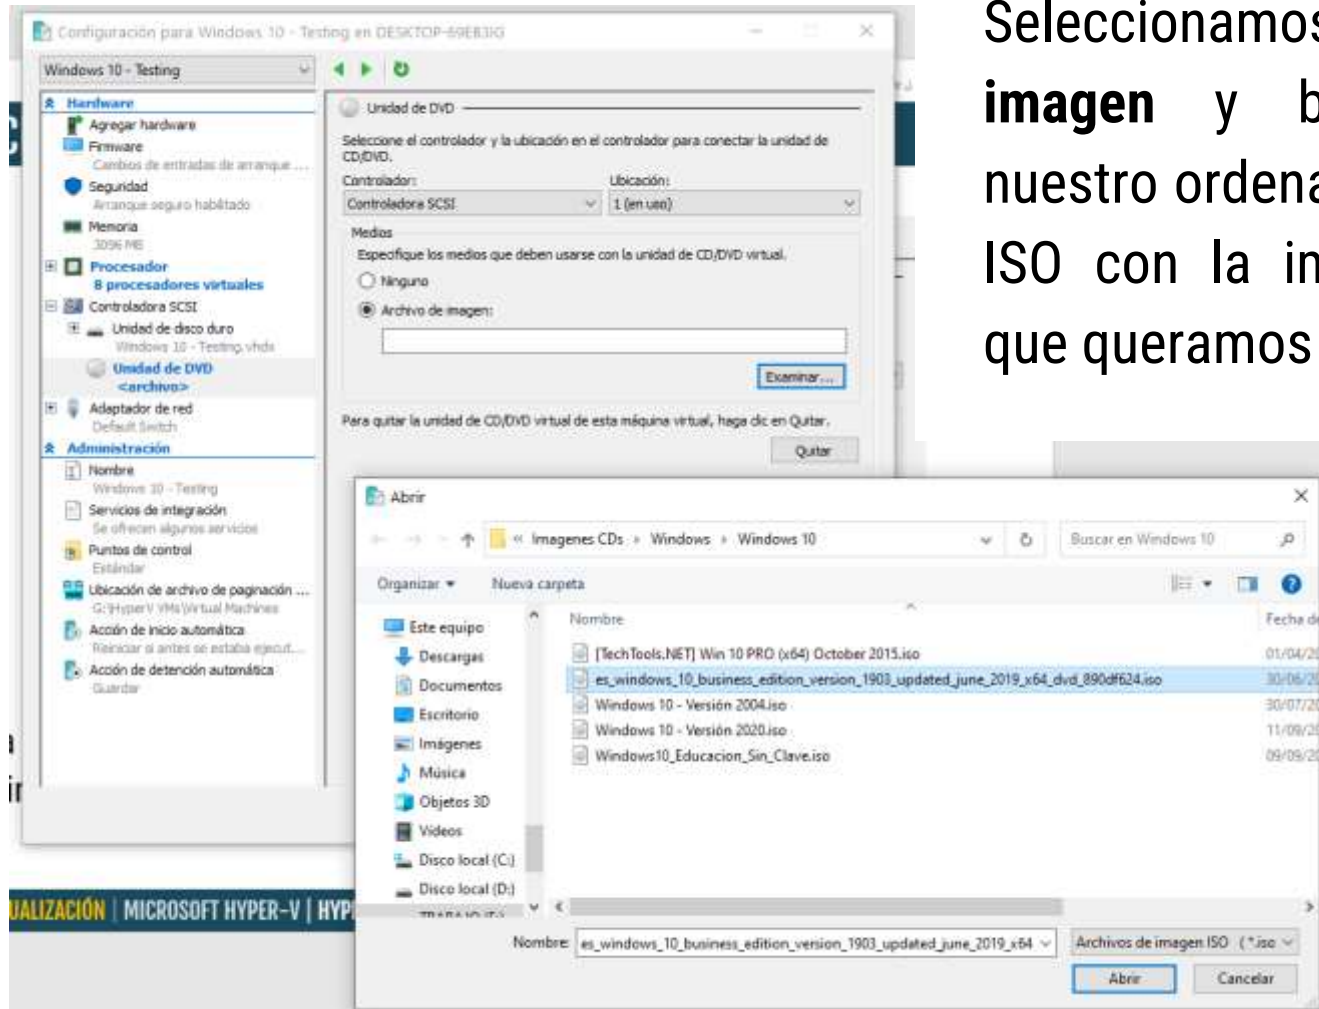 Configuración para Windows 10 - Testing en DESKTOP-69E83IG
Windows 10 - Testing
Hardware
Agregar hardware
Firmware
Cambios de entradas de arranque ...
Seguridad
Arranque seguro habilitado
Memoria
3096 MB
Procesador
8 procesadores virtuales
Controladora SCSI
Unidad de disco duro
Windows 10 - Testing.vhdx
Unidad de DVD
<archivo>
Adaptador de red
Default Switch
Administración
Nombre
Windows 10 - Testing
Servicios de integración
Se ofrecen algunos servicios
Puntos de control
Estándar
Ubicación de archivo de paginación ...
G:\HyperV VMs\Virtual Machines
Acción de inicio automática
Reiniciar si antes se estaba ejecut...
Acción de detención automática
Guardar
Unidad de DVD
Seleccione el controlador y la ubicación en el controlador para conectar la unidad de
CD/DVD.
Controlador: Ubicación:
Controladora SCSI 1 (en uso)
Medios
Especifique los medios que deben usarse con la unidad de CD/DVD virtual.
Ninguno
Archivo de imagen:
Examinar...
Para quitar la unidad de CD/DVD virtual de esta máquina virtual, haga clic en Quitar.
Quitar
Seleccionamos
imagen y b
nuestro ordena
ISO con la in
que queramos
Abrir
« Imagenes CDs › Windows › Windows 10
Buscar en Windows 10
Organizar Nueva carpeta
Este equipo
Descargas
Documentos
Escritorio
Imágenes
Música
Objetos 3D
Vídeos
Disco local (C:)
Disco local (D:)
Nombre Fecha de
[TechTools.NET] Win 10 PRO (x64) October 2015.iso 01/04/20
es_windows_10_business_edition_version_1903_updated_june_2019_x64_dvd_890df624.iso 30/06/20
Windows 10 - Versión 2004.iso 30/07/20
Windows 10 - Versión 2020.iso 11/09/20
Windows10_Educacion_Sin_Clave.iso 09/09/20
Nombre: es_windows_10_business_edition_version_1903_updated_june_2019_x64
Archivos de imagen ISO (*.iso
Abrir Cancelar
UALIZACIÓN | MICROSOFT HYPER-V | HYP